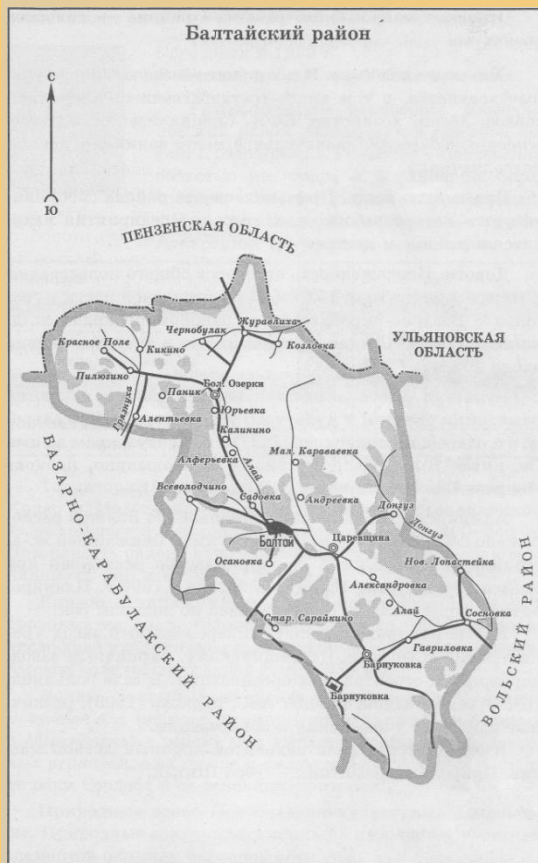 Балтайский район
С
Ю
ПЕНЗЕНСКАЯ ОБЛАСТЬ
УЛЬЯНОВСКАЯ
ОБЛАСТЬ
Журавлиха
Чернобулак
Козловка
Красное Поле
Кикино
Пилюгино
Бол. Озерки
Паник
Грязнуха
Алентьевка
Юрьевка
Калинино
Алферьевка
Алай
Мал. Караваевка
Всеволодчино
Садовка
Андреевка
Донгуз
Донгуз
Балтай
Царевщина
Осановка
Нов. Лопастейка
Александровка
Алай
Стар. Сарайкино
Сосновка
Гавриловка
Барнуковка
Барнуковка
БАЗАРНО-КАРАБУЛАКСКИЙ РАЙОН
ВОЛЬСКИЙ РАЙОН